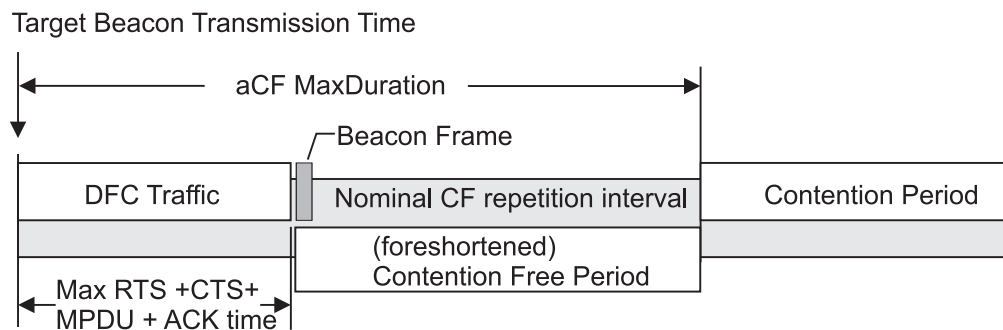 Target Beacon Transmission Time
aCF MaxDuration
Beacon Frame
DFC Traffic
Nominal CF repetition interval
Contention Period
(foreshortened)
Contention Free Period
Max RTS +CTS+
MPDU + ACK time